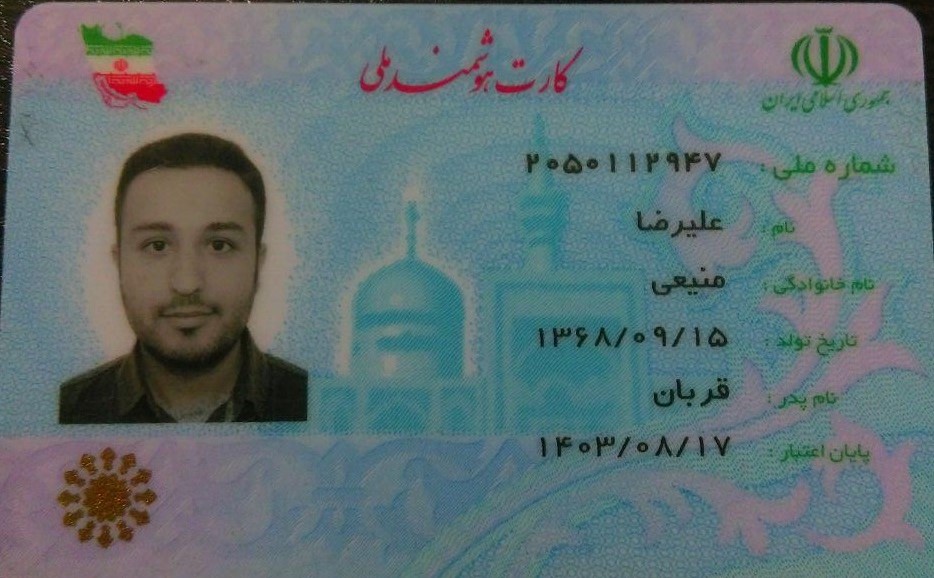 کارت هوشمند ملی
جمهوری اسلامی ایران
شماره ملی: ۲۰۵۰۱۱۲۹۴۷
نام: علیرضا
نام خانوادگی: منیعی
تاریخ تولد: ۱۳۶۸/۰۹/۱۵
نام پدر: قربان
پایان اعتبار: ۱۴۰۳/۰۸/۱۷